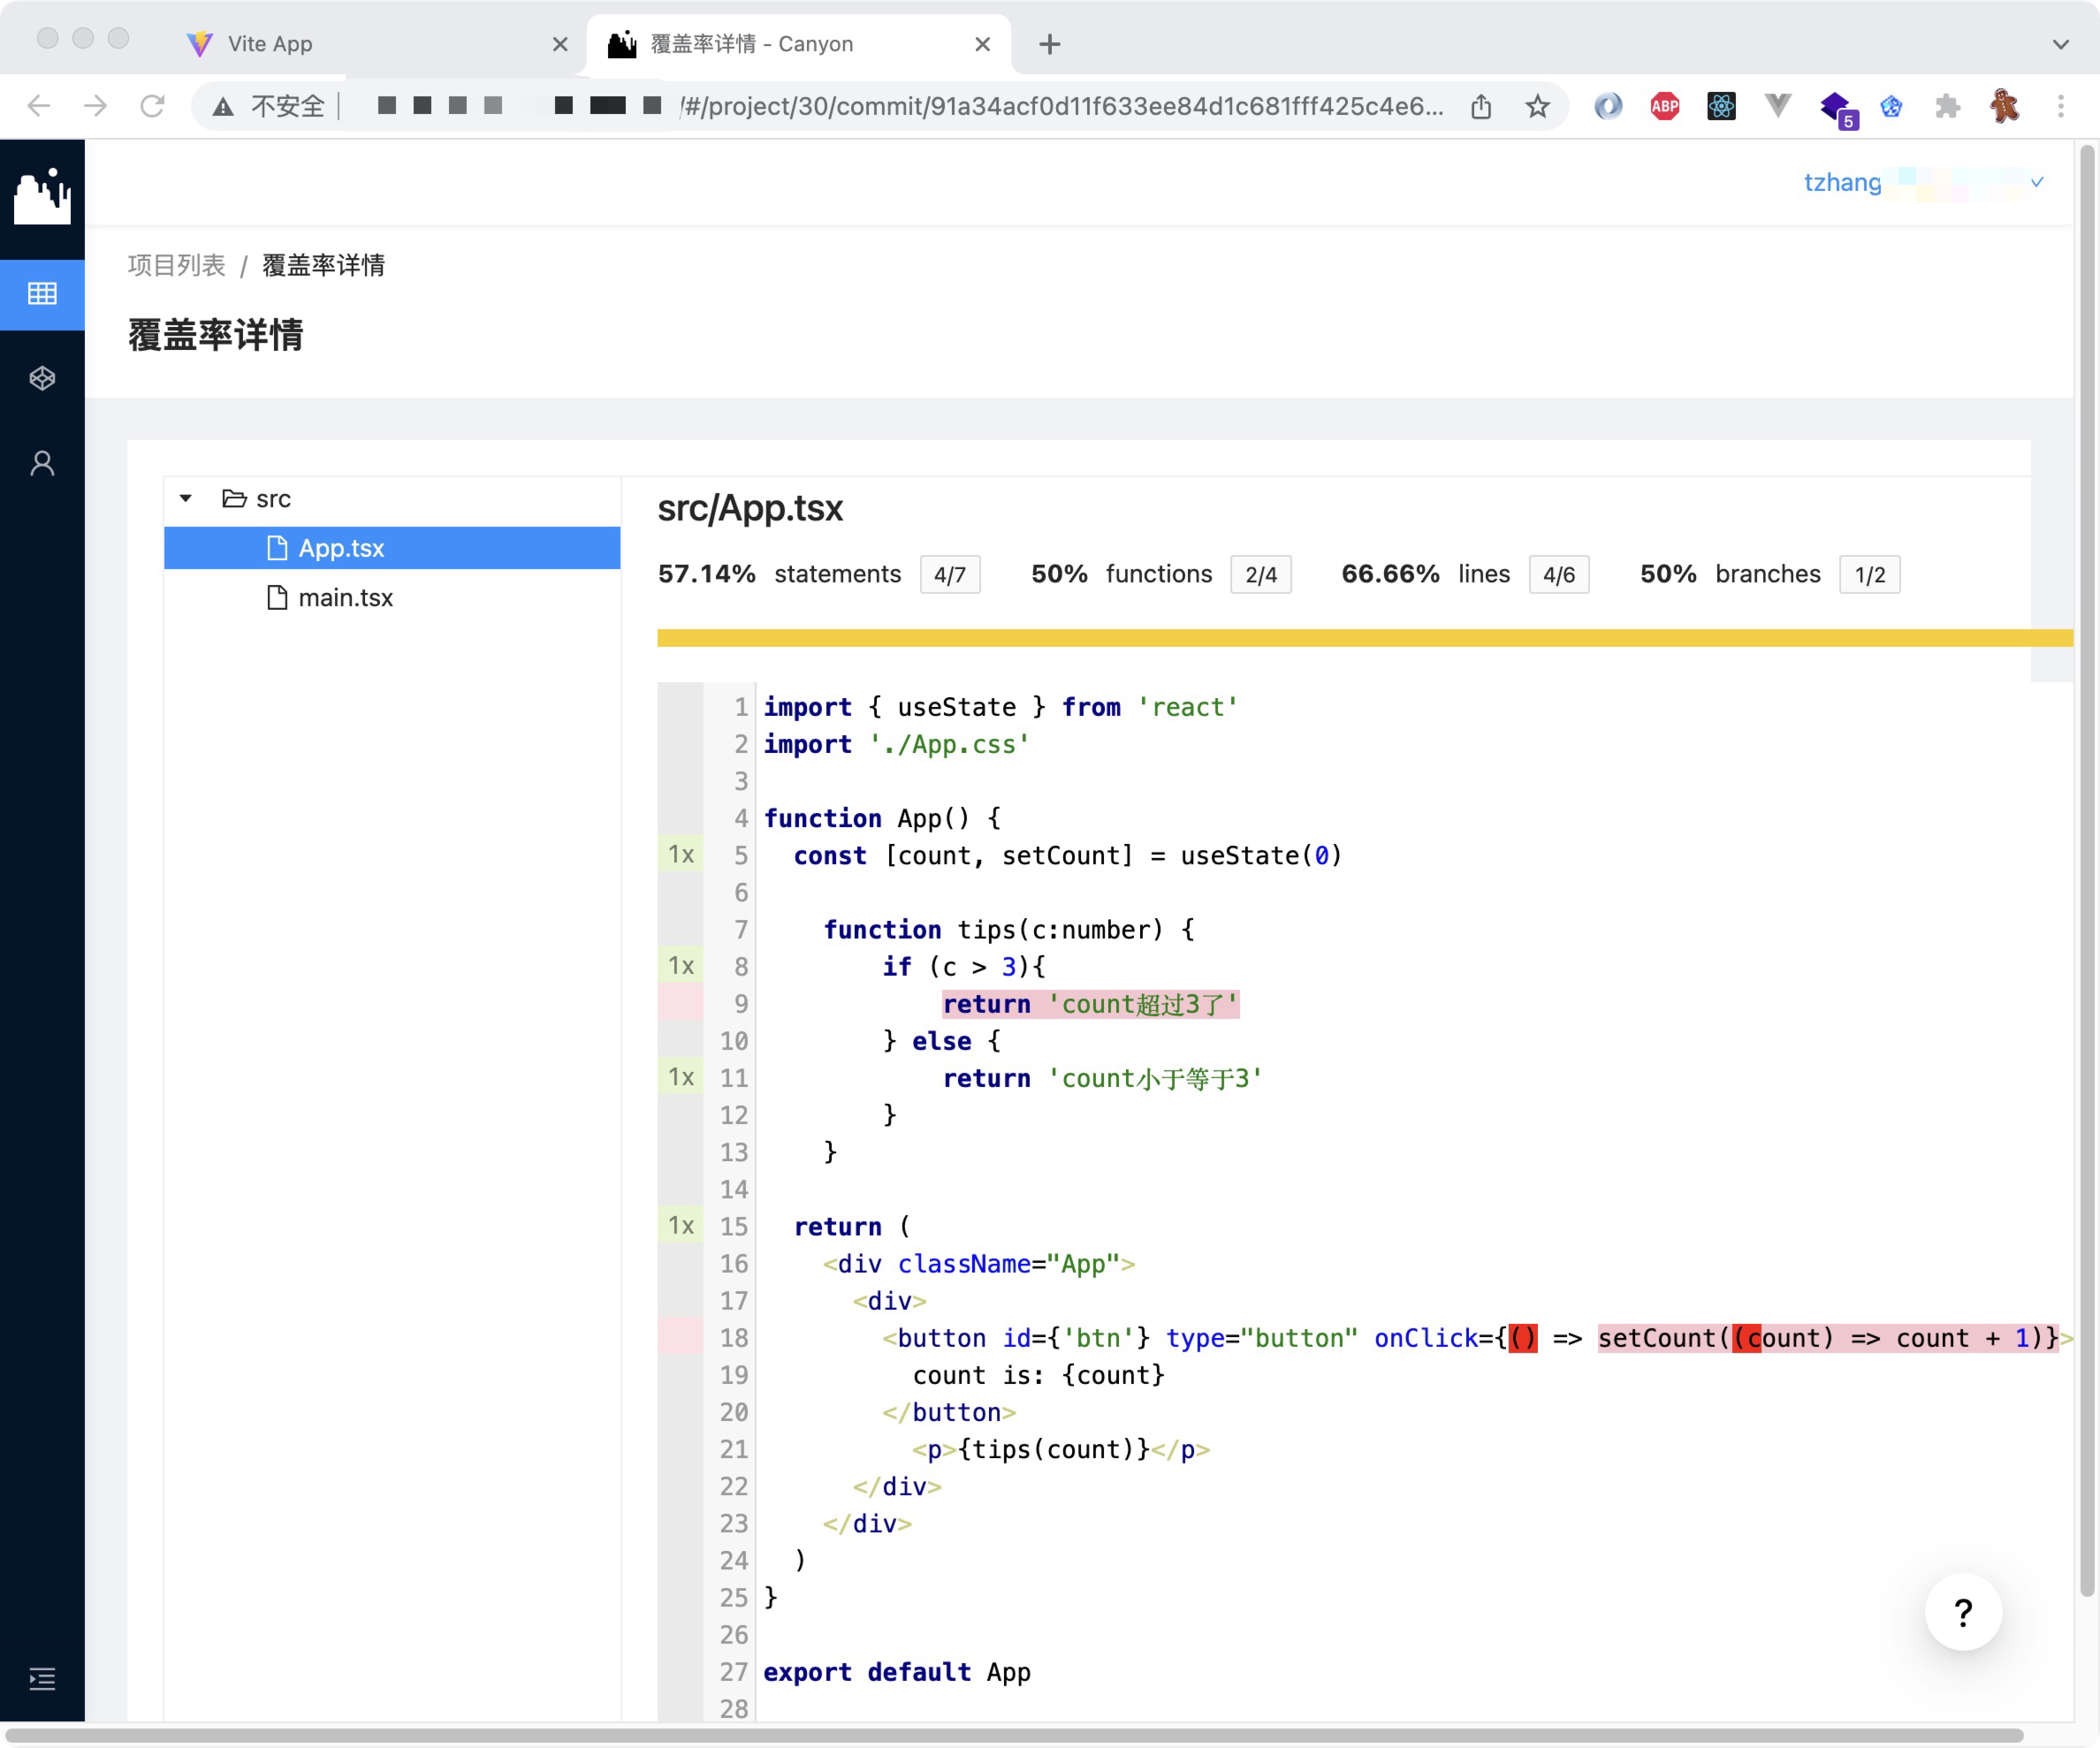 Vite App
覆盖率详情 - Canyon
不安全
/#/project/30/commit/91a34acf0d11f633ee84d1c681fff425c4e6...
ABP
5
tzhang
项目列表 / 覆盖率详情
覆盖率详情
src
App.tsx
main.tsx
src/App.tsx
57.14% statements 4/7 50% functions 2/4 66.66% lines 4/6 50% branches 1/2
1 import { useState } from 'react'
2 import './App.css'
3
4 function App() {
1x 5   const [count, setCount] = useState(0)
6
7     function tips(c:number) {
1x 8         if (c > 3){
9             return 'count超过3了'
10         } else {
1x 11             return 'count小于等于3'
12         }
13     }
14
1x 15   return (
16     <div className="App">
17       <div>
18         <button id={'btn'} type="button" onClick={() => setCount((count) => count + 1)}>
19           count is: {count}
20         </button>
21           <p>{tips(count)}</p>
22       </div>
23     </div>
24   )
25 }
26
27 export default App
28
?